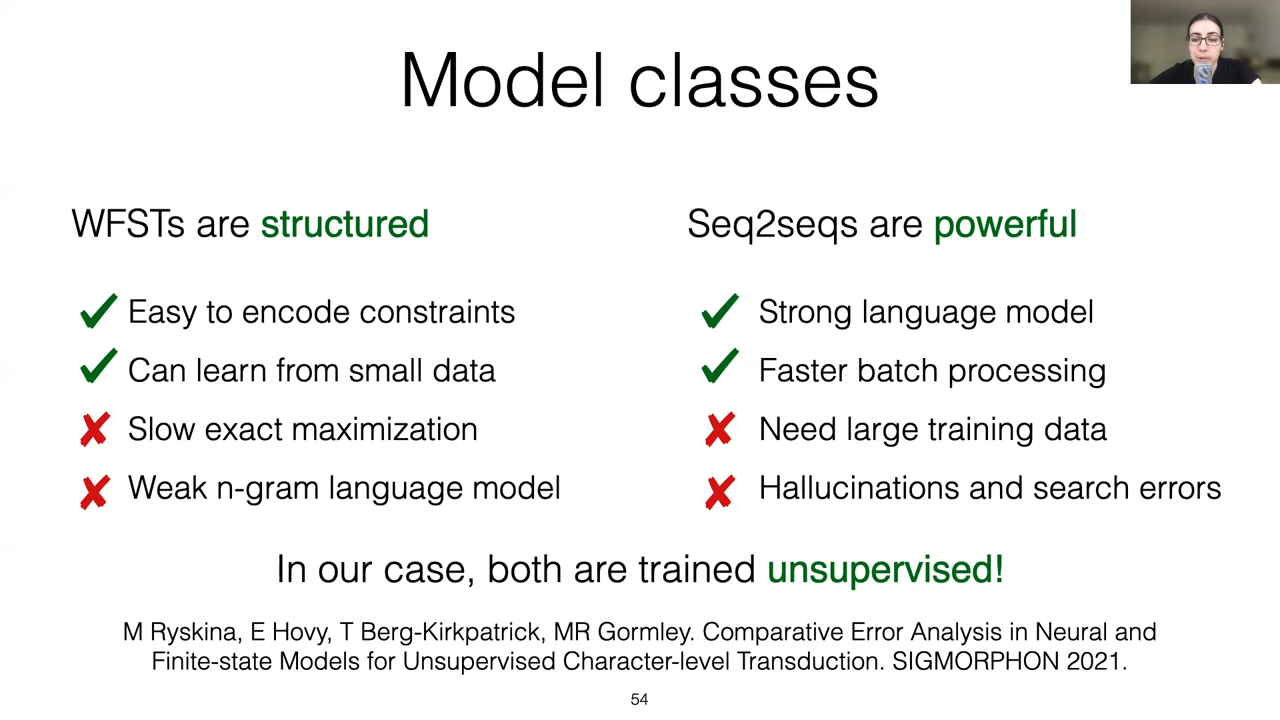 Model classes
WFSTs are structured
Easy to encode constraints
Can learn from small data
Slow exact maximization
Weak n-gram language model
Seq2seqs are powerful
Strong language model
Faster batch processing
Need large training data
Hallucinations and search errors
In our case, both are trained unsupervised!
M Ryskina, E Hovy, T Berg-Kirkpatrick, MR Gormley. Comparative Error Analysis in Neural and
Finite-state Models for Unsupervised Character-level Transduction. SIGMORPHON 2021.
54